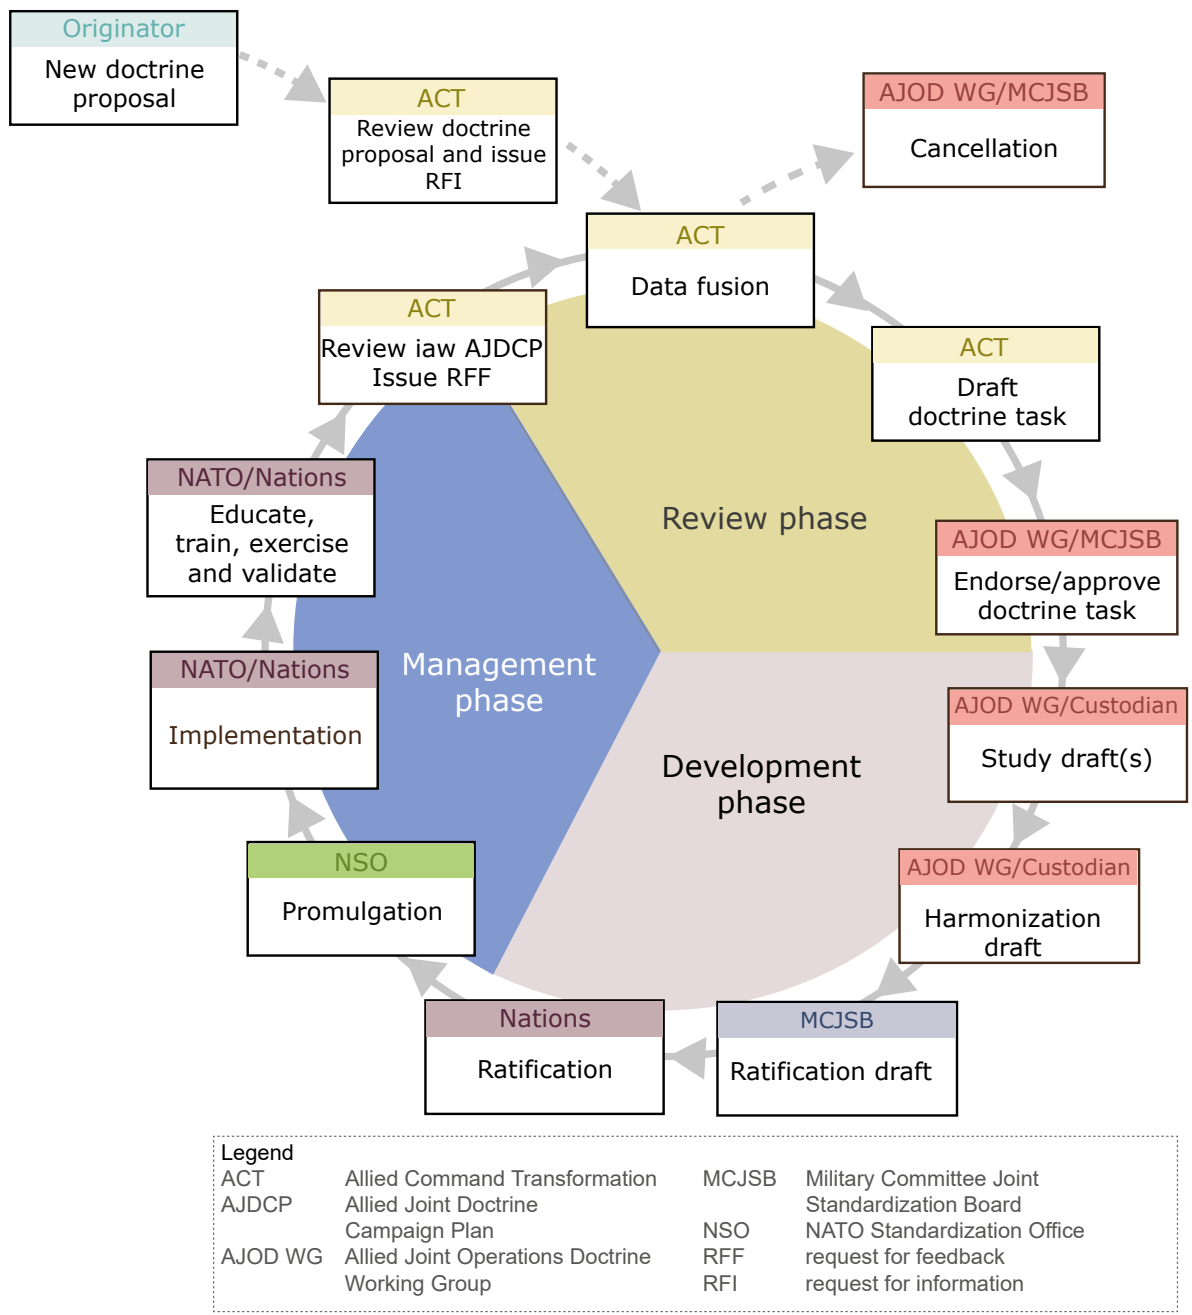 Originator
New doctrine
proposal
ACT
Review doctrine
proposal and issue
RFI
AJOD WG/MCJSB
Cancellation
ACT
Data fusion
ACT
Review iaw AJDCP
Issue RFF
ACT
Draft
doctrine task
NATO/Nations
Educate,
train, exercise
and validate
Review phase
AJOD WG/MCJSB
Endorse/approve
doctrine task
NATO/Nations
Implementation
Management
phase
AJOD WG/Custodian
Study draft(s)
Development
phase
NSO
Promulgation
AJOD WG/Custodian
Harmonization
draft
Nations
Ratification
MCJSB
Ratification draft
Legend
ACT Allied Command Transformation
AJDCP Allied Joint Doctrine
Campaign Plan
AJOD WG Allied Joint Operations Doctrine
Working Group
MCJSB Military Committee Joint
Standardization Board
NSO NATO Standardization Office
RFF request for feedback
RFI request for information